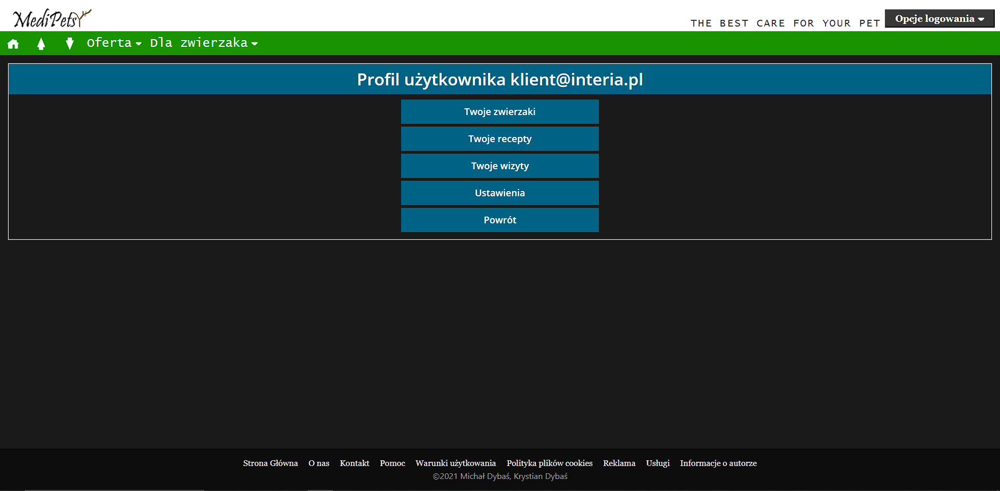 MediPetsy
THE BEST CARE FOR YOUR PET
Opcje logowania
Oferta
Dla zwierzaka
Profil użytkownika klient@interia.pl
Twoje zwierzaki
Twoje recepty
Twoje wizyty
Ustawienia
Powrót
Strona Główna O nas Kontakt Pomoc Warunki użytkowania Polityka plików cookies Reklama Usługi Informacje o autorze
©2021 Michał Dybaś, Krystian Dybaś